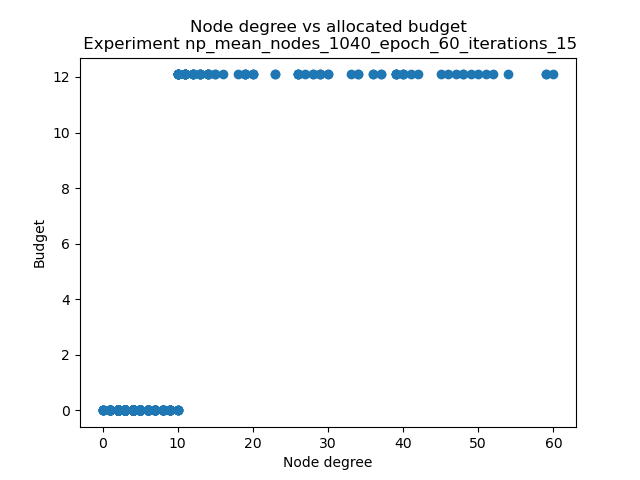 Node degree vs allocated budget
Experiment np_mean_nodes_1040_epoch_60_iterations_15
12
10
8
6
4
2
0
Budget
0 10 20 30 40 50 60
Node degree